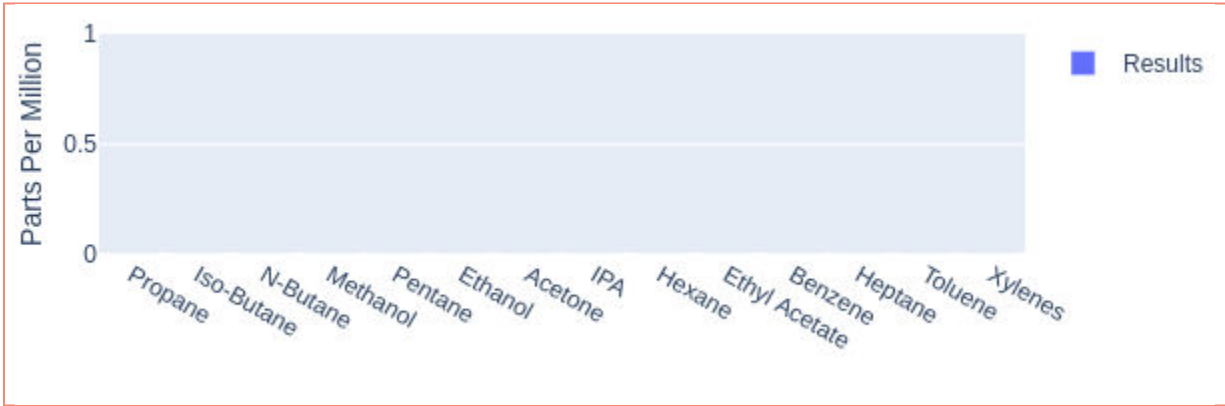 Parts Per Million
1
0.5
0
Propane
Iso-Butane
N-Butane
Methanol
Pentane
Ethanol
Acetone
IPA
Hexane
Ethyl Acetate
Benzene
Heptane
Toluene
Xylenes
Results